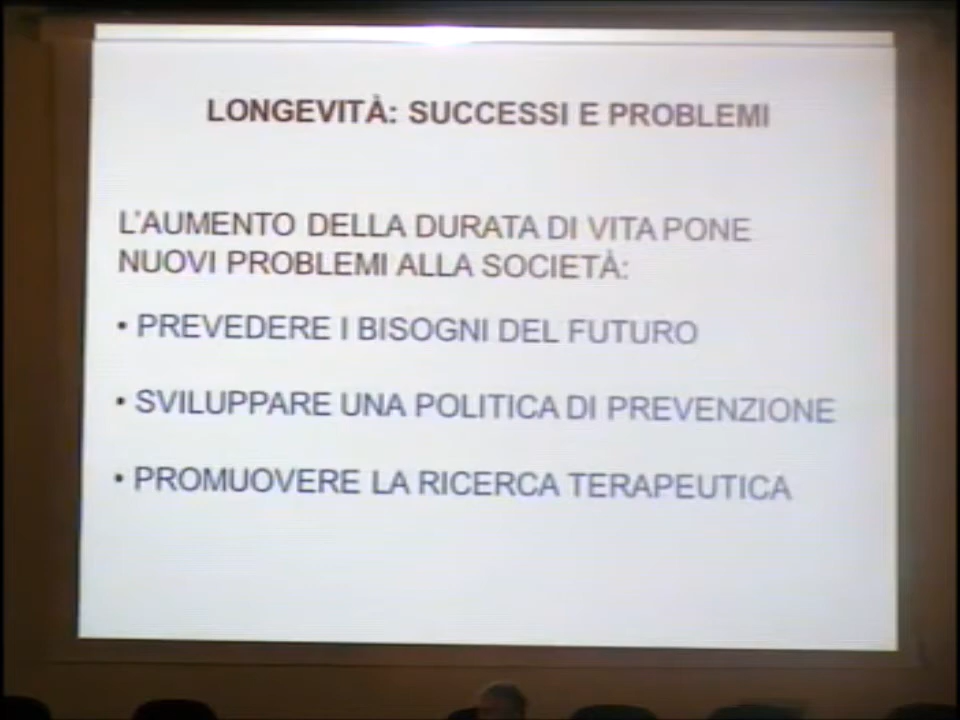 LONGEVITÀ: SUCCESSI E PROBLEMI
L'AUMENTO DELLA DURATA DI VITA PONE
NUOVI PROBLEMI ALLA SOCIETÀ:
• PREVEDERE I BISOGNI DEL FUTURO
• SVILUPPARE UNA POLITICA DI PREVENZIONE
• PROMUOVERE LA RICERCA TERAPEUTICA